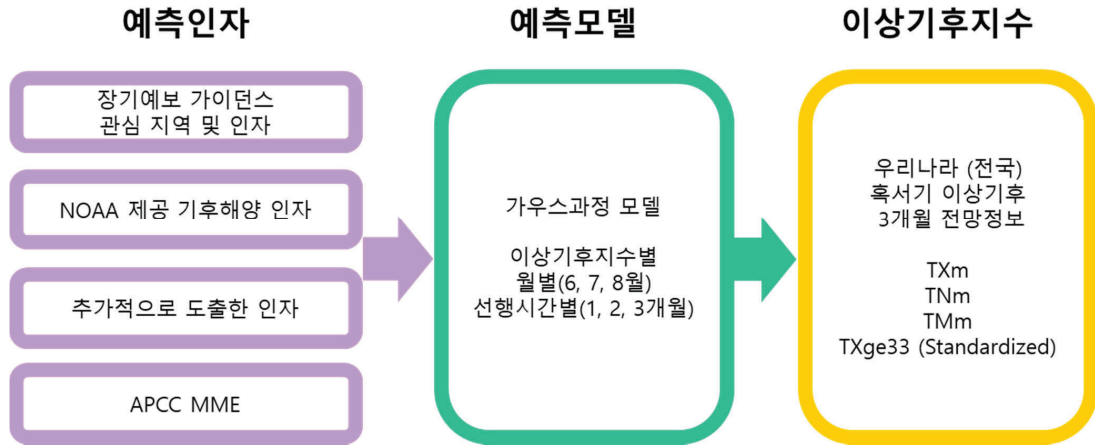 예측인자
장기예보 가이던스
관심 지역 및 인자
NOAA 제공 기후해양 인자
추가적으로 도출한 인자
APCC MME
예측모델
가우스과정 모델
이상기후지수별
월별(6, 7, 8월)
선행시간별(1, 2, 3개월)
이상기후지수
우리나라 (전국)
혹서기 이상기후
3개월 전망정보
TXm
TNm
TMm
TXge33 (Standardized)